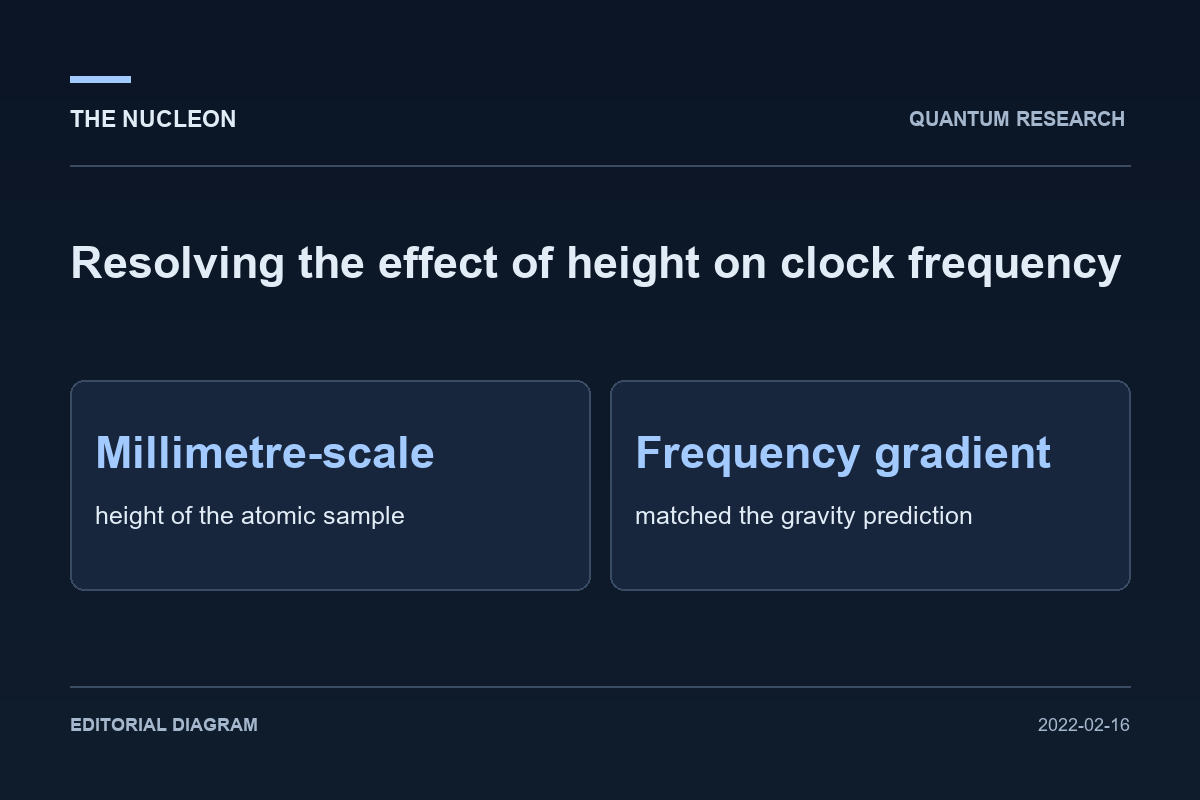 THE NUCLEON
QUANTUM RESEARCH
Resolving the effect of height on clock frequency
Millimetre-scale
height of the atomic sample
Frequency gradient
matched the gravity prediction
EDITORIAL DIAGRAM
2022-02-16